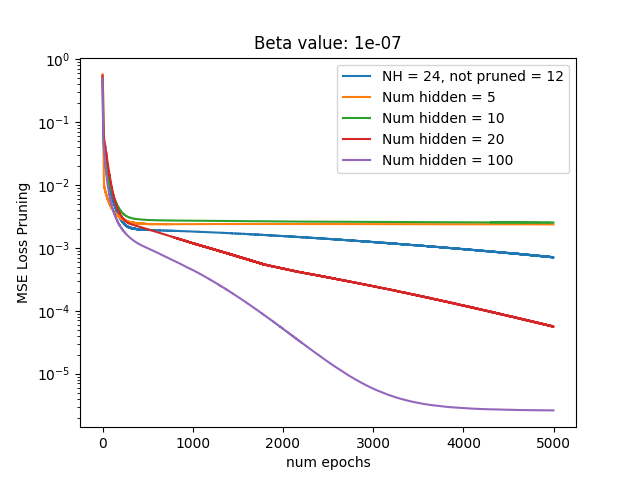 Beta value: 1e-07
MSE Loss Pruning
10⁰
10⁻¹
10⁻²
10⁻³
10⁻⁴
10⁻⁵
NH = 24, not pruned = 12
Num hidden = 5
Num hidden = 10
Num hidden = 20
Num hidden = 100
0 1000 2000 3000 4000 5000
num epochs